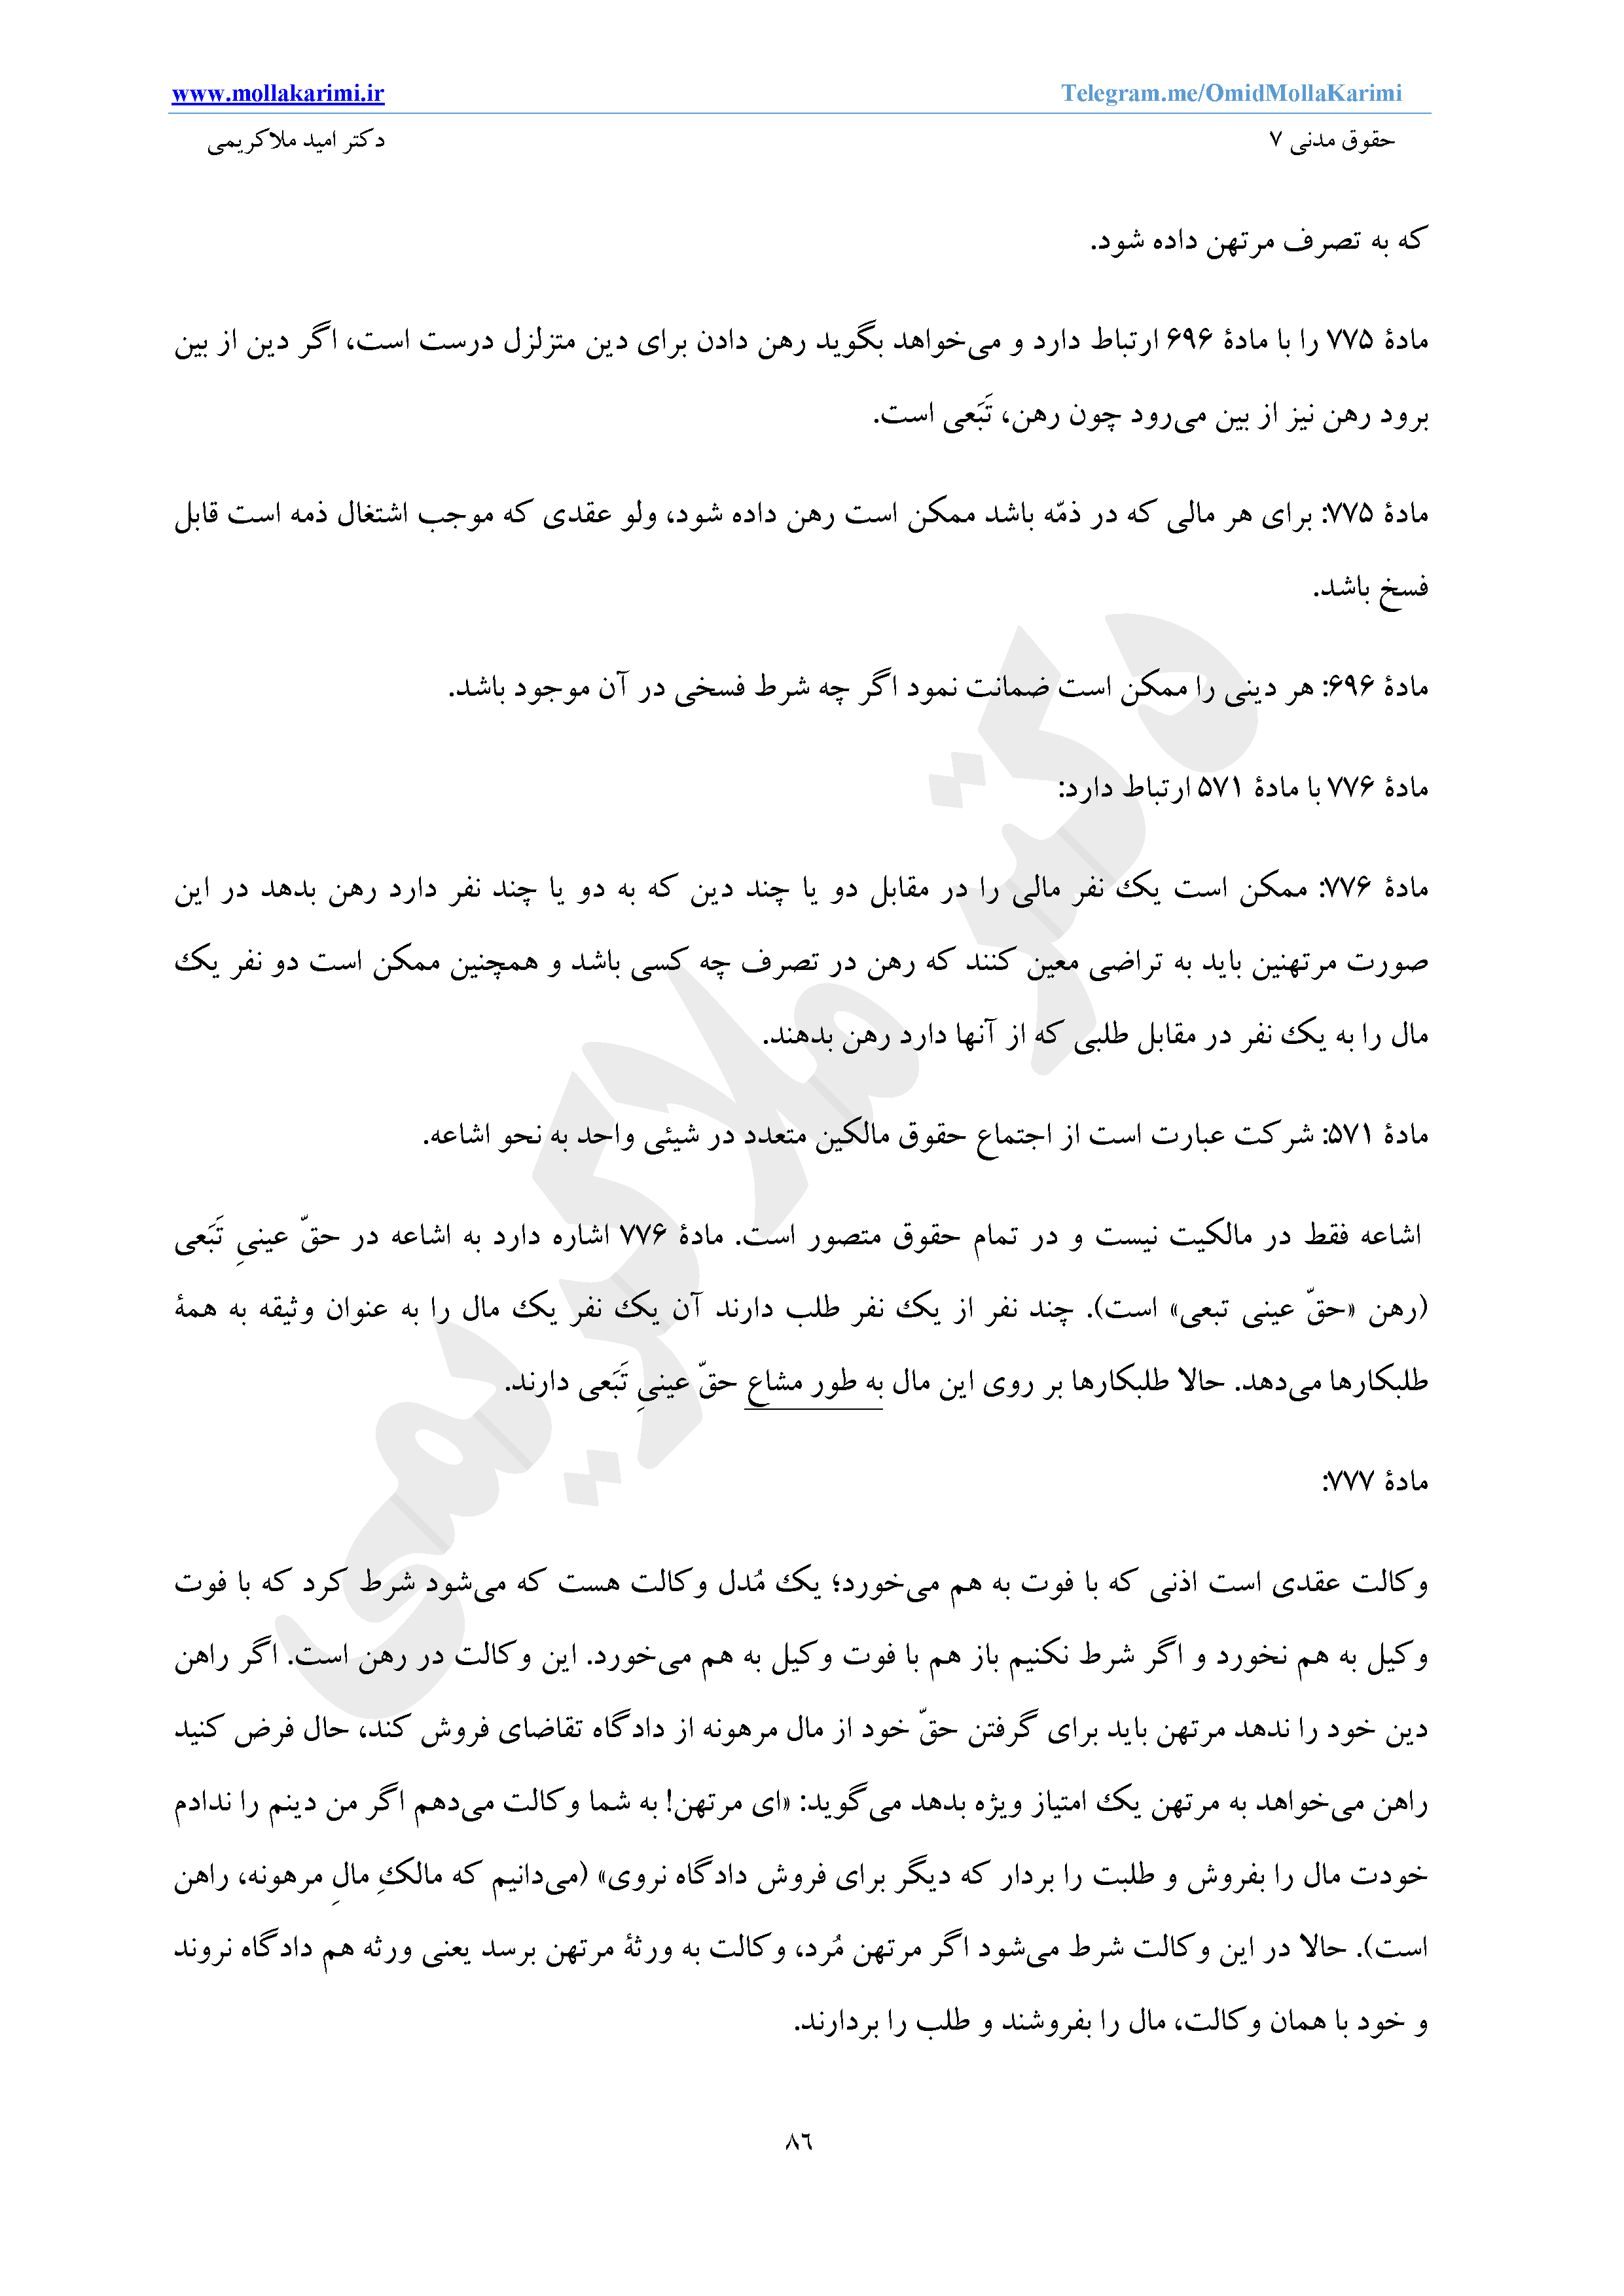 www.mollakarimi.ir Telegram.me/OmidMollaKarimi
حقوق مدنی ۷ دکتر امید ملاکریمی
که به تصرف مرتهن داده شود.
مادۀ ۷۷۵ را با مادۀ ۶۹۶ ارتباط دارد و می‌خواهد بگوید رهن دادن برای دین متزلزل درست است، اگر دین از بین
برود رهن نیز از بین می‌رود چون رهن، تَبَعی است.
مادۀ ۷۷۵: برای هر مالی که در ذمّه باشد ممکن است رهن داده شود، ولو عقدی که موجب اشتغال ذمه است قابل
فسخ باشد.
مادۀ ۶۹۶: هر دینی را ممکن است ضمانت نمود اگر چه شرط فسخی در آن موجود باشد.
مادۀ ۷۷۶ با مادۀ ۵۷۱ ارتباط دارد:
مادۀ ۷۷۶: ممکن است یک نفر مالی را در مقابل دو یا چند دین که به دو یا چند نفر دارد رهن بدهد در این
صورت مرتهنین باید به تراضی معین کنند که رهن در تصرف چه کسی باشد و همچنین ممکن است دو نفر یک
مال را به یک نفر در مقابل طلبی که از آنها دارد رهن بدهند.
مادۀ ۵۷۱: شرکت عبارت است از اجتماع حقوق مالکین متعدد در شیئی واحد به نحو اشاعه.
اشاعه فقط در مالکیت نیست و در تمام حقوق متصور است. مادۀ ۷۷۶ اشاره دارد به اشاعه در حقّ عینیِ تَبَعی
(رهن «حقّ عینی تبعی» است). چند نفر از یک نفر طلب دارند آن یک نفر یک مال را به عنوان وثیقه به همۀ
طلبکارها می‌دهد. حالا طلبکارها بر روی این مال به طور مشاع حقّ عینیِ تَبَعی دارند.
مادۀ ۷۷۷:
وکالت عقدی است اذنی که با فوت به هم می‌خورد؛ یک مُدل وکالت هست که می‌شود شرط کرد که با فوت
وکیل به هم نخورد و اگر شرط نکنیم باز هم با فوت وکیل به هم می‌خورد. این وکالت در رهن است. اگر راهن
دین خود را ندهد مرتهن باید برای گرفتن حقّ خود از مال مرهونه از دادگاه تقاضای فروش کند، حال فرض کنید
راهن می‌خواهد به مرتهن یک امتیاز ویژه بدهد می‌گوید: «ای مرتهن! به شما وکالت می‌دهم اگر من دینم را ندادم
خودت مال را بفروش و طلبت را بردار که دیگر برای فروش دادگاه نروی» (می‌دانیم که مالکِ مالِ مرهونه، راهن
است). حالا در این وکالت شرط می‌شود اگر مرتهن مُرد، وکالت به ورثۀ مرتهن برسد یعنی ورثه هم دادگاه نروند
و خود با همان وکالت، مال را بفروشند و طلب را بردارند.
دکتر ملاکریمی
٨٦